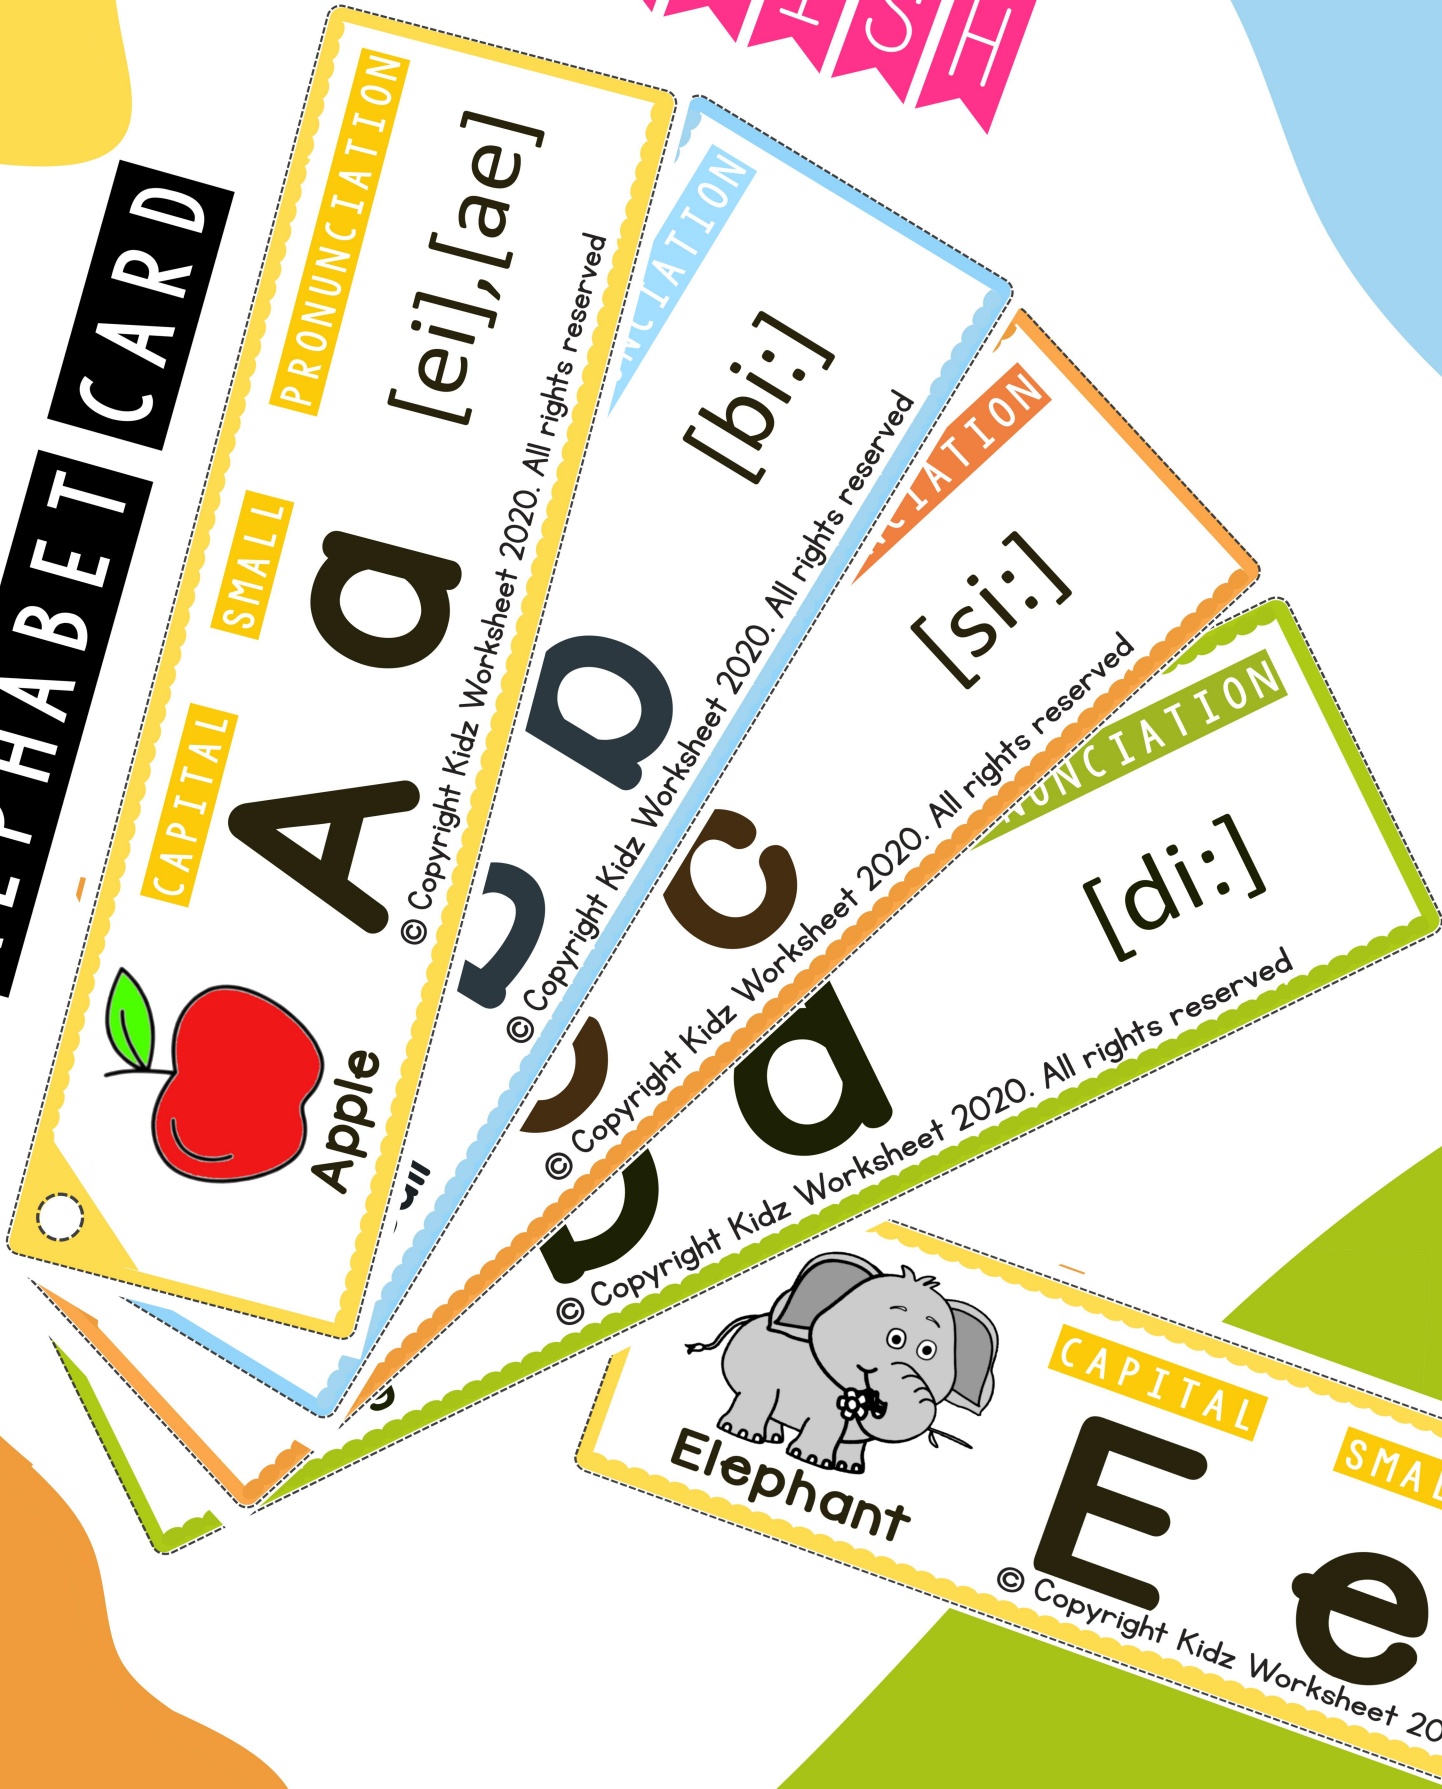 ALPHABET CARD
CAPITAL SMALL PRONUNCIATION
A a [ei],[ae]
Apple
© Copyright Kidz Worksheet 2020. All rights reserved
[bi:]
© Copyright Kidz Worksheet 2020. All rights reserved
c
[si:]
© Copyright Kidz Worksheet 2020. All rights reserved
d
[di:]
© Copyright Kidz Worksheet 2020. All rights reserved
CAPITAL
E e
Elephant
© Copyright Kidz Worksheet 20